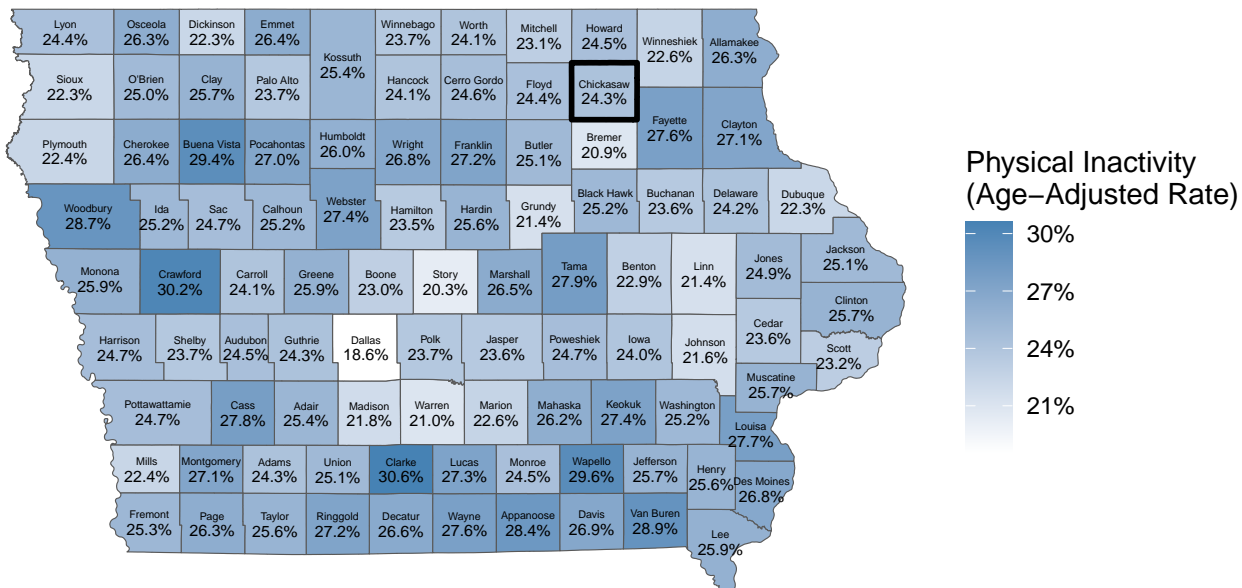 Lyon
24.4%
Osceola
26.3%
Dickinson
22.3%
Emmet
26.4%
Kossuth
25.4%
Winnebago
23.7%
Worth
24.1%
Mitchell
23.1%
Howard
24.5%
Winneshiek
22.6%
Allamakee
26.3%
Sioux
22.3%
O'Brien
25.0%
Clay
25.7%
Palo Alto
23.7%
Hancock
24.1%
Cerro Gordo
24.6%
Floyd
24.4%
Chickasaw
24.3%
Fayette
27.6%
Clayton
27.1%
Plymouth
22.4%
Cherokee
26.4%
Buena Vista
29.4%
Pocahontas
27.0%
Humboldt
26.0%
Wright
26.8%
Franklin
27.2%
Butler
25.1%
Bremer
20.9%
Woodbury
28.7%
Ida
25.2%
Sac
24.7%
Calhoun
25.2%
Webster
27.4%
Hamilton
23.5%
Hardin
25.6%
Grundy
21.4%
Black Hawk
25.2%
Buchanan
23.6%
Delaware
24.2%
Dubuque
22.3%
Monona
25.9%
Crawford
30.2%
Carroll
24.1%
Greene
25.9%
Boone
23.0%
Story
20.3%
Marshall
26.5%
Tama
27.9%
Benton
22.9%
Linn
21.4%
Jones
24.9%
Jackson
25.1%
Clinton
25.7%
Harrison
24.7%
Shelby
23.7%
Audubon
24.5%
Guthrie
24.3%
Dallas
18.6%
Polk
23.7%
Jasper
23.6%
Poweshiek
24.7%
Iowa
24.0%
Johnson
21.6%
Cedar
23.6%
Scott
23.2%
Muscatine
25.7%
Pottawattamie
24.7%
Cass
27.8%
Adair
25.4%
Madison
21.8%
Warren
21.0%
Marion
22.6%
Mahaska
26.2%
Keokuk
27.4%
Washington
25.2%
Louisa
27.7%
Mills
22.4%
Montgomery
27.1%
Adams
24.3%
Union
25.1%
Clarke
30.6%
Lucas
27.3%
Monroe
24.5%
Wapello
29.6%
Jefferson
25.7%
Henry
25.6%
Des Moines
26.8%
Fremont
25.3%
Page
26.3%
Taylor
25.6%
Ringgold
27.2%
Decatur
26.6%
Wayne
27.6%
Appanoose
28.4%
Davis
26.9%
Van Buren
28.9%
Lee
25.9%
Physical Inactivity
(Age−Adjusted Rate)
30%
27%
24%
21%